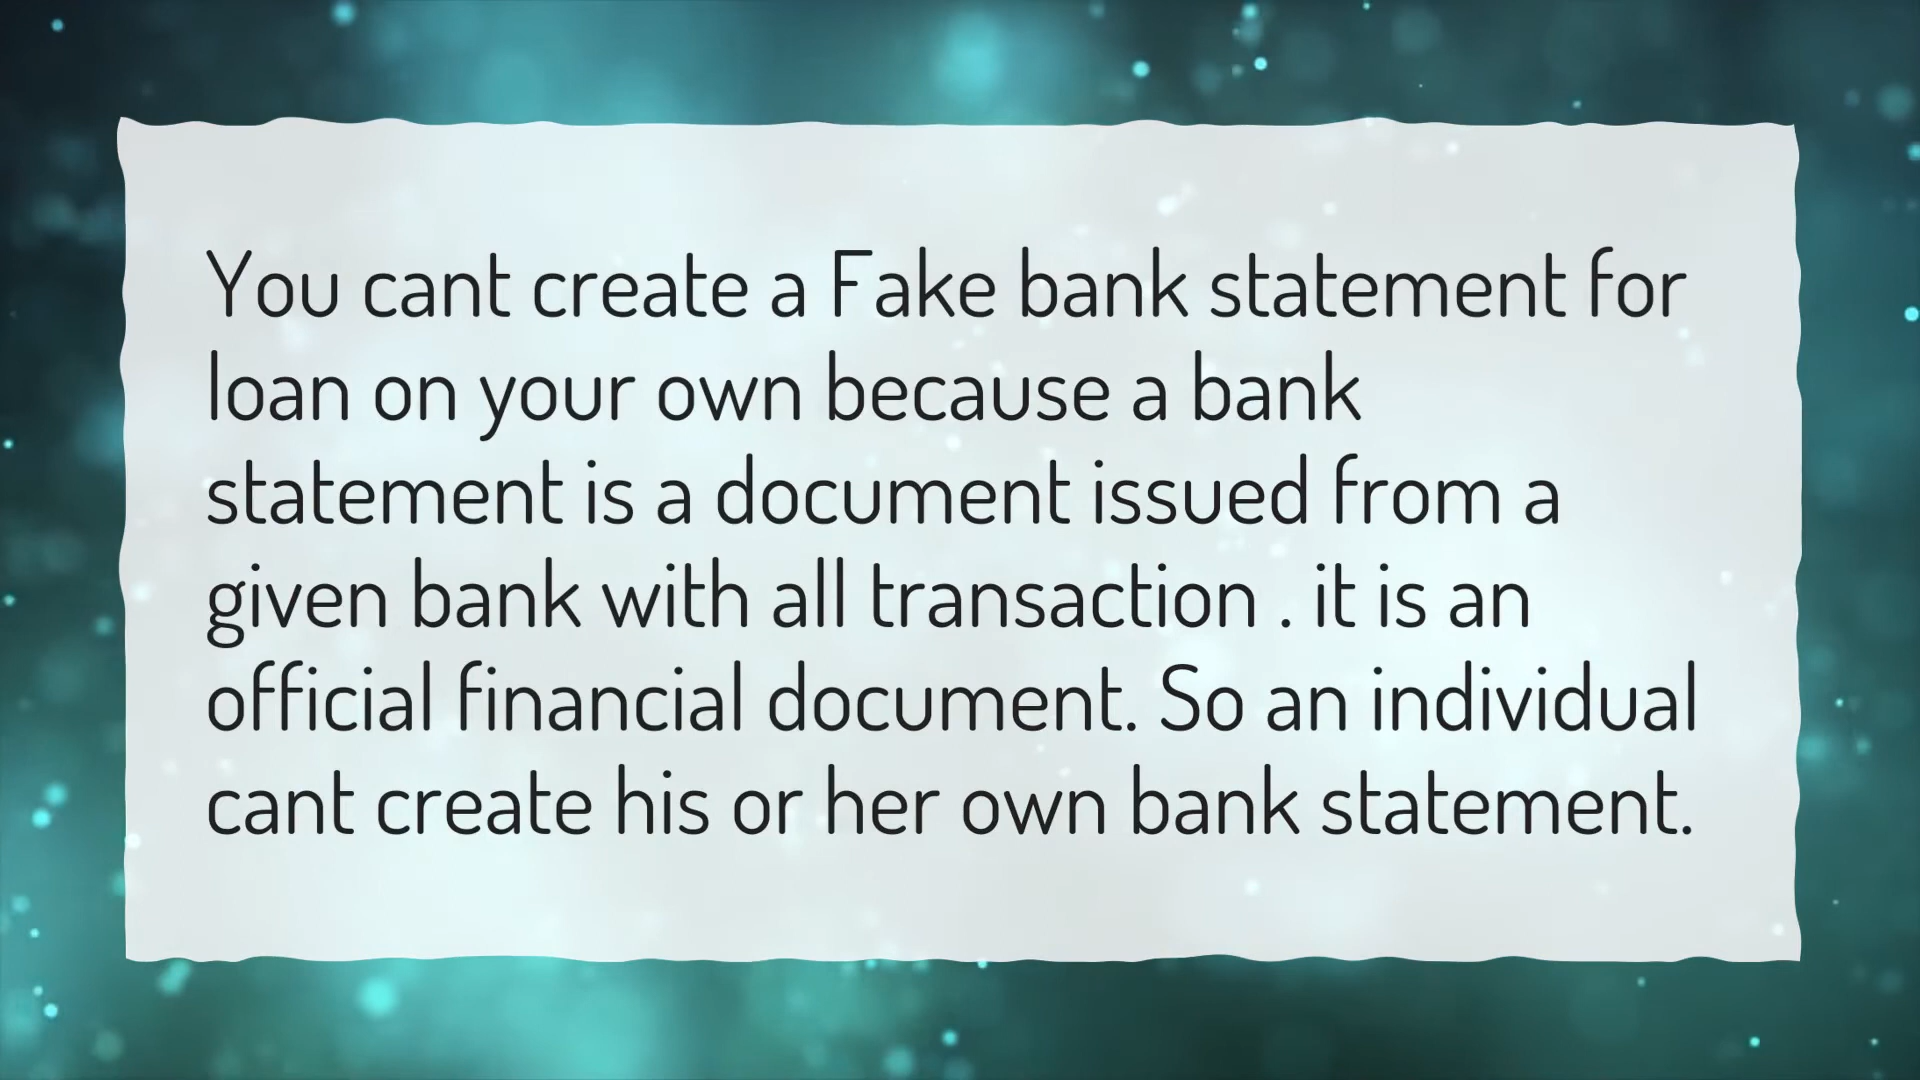 You cant create a Fake bank statement for
loan on your own because a bank
statement is a document issued from a
given bank with all transaction . it is an
official financial document. So an individual
cant create his or her own bank statement.